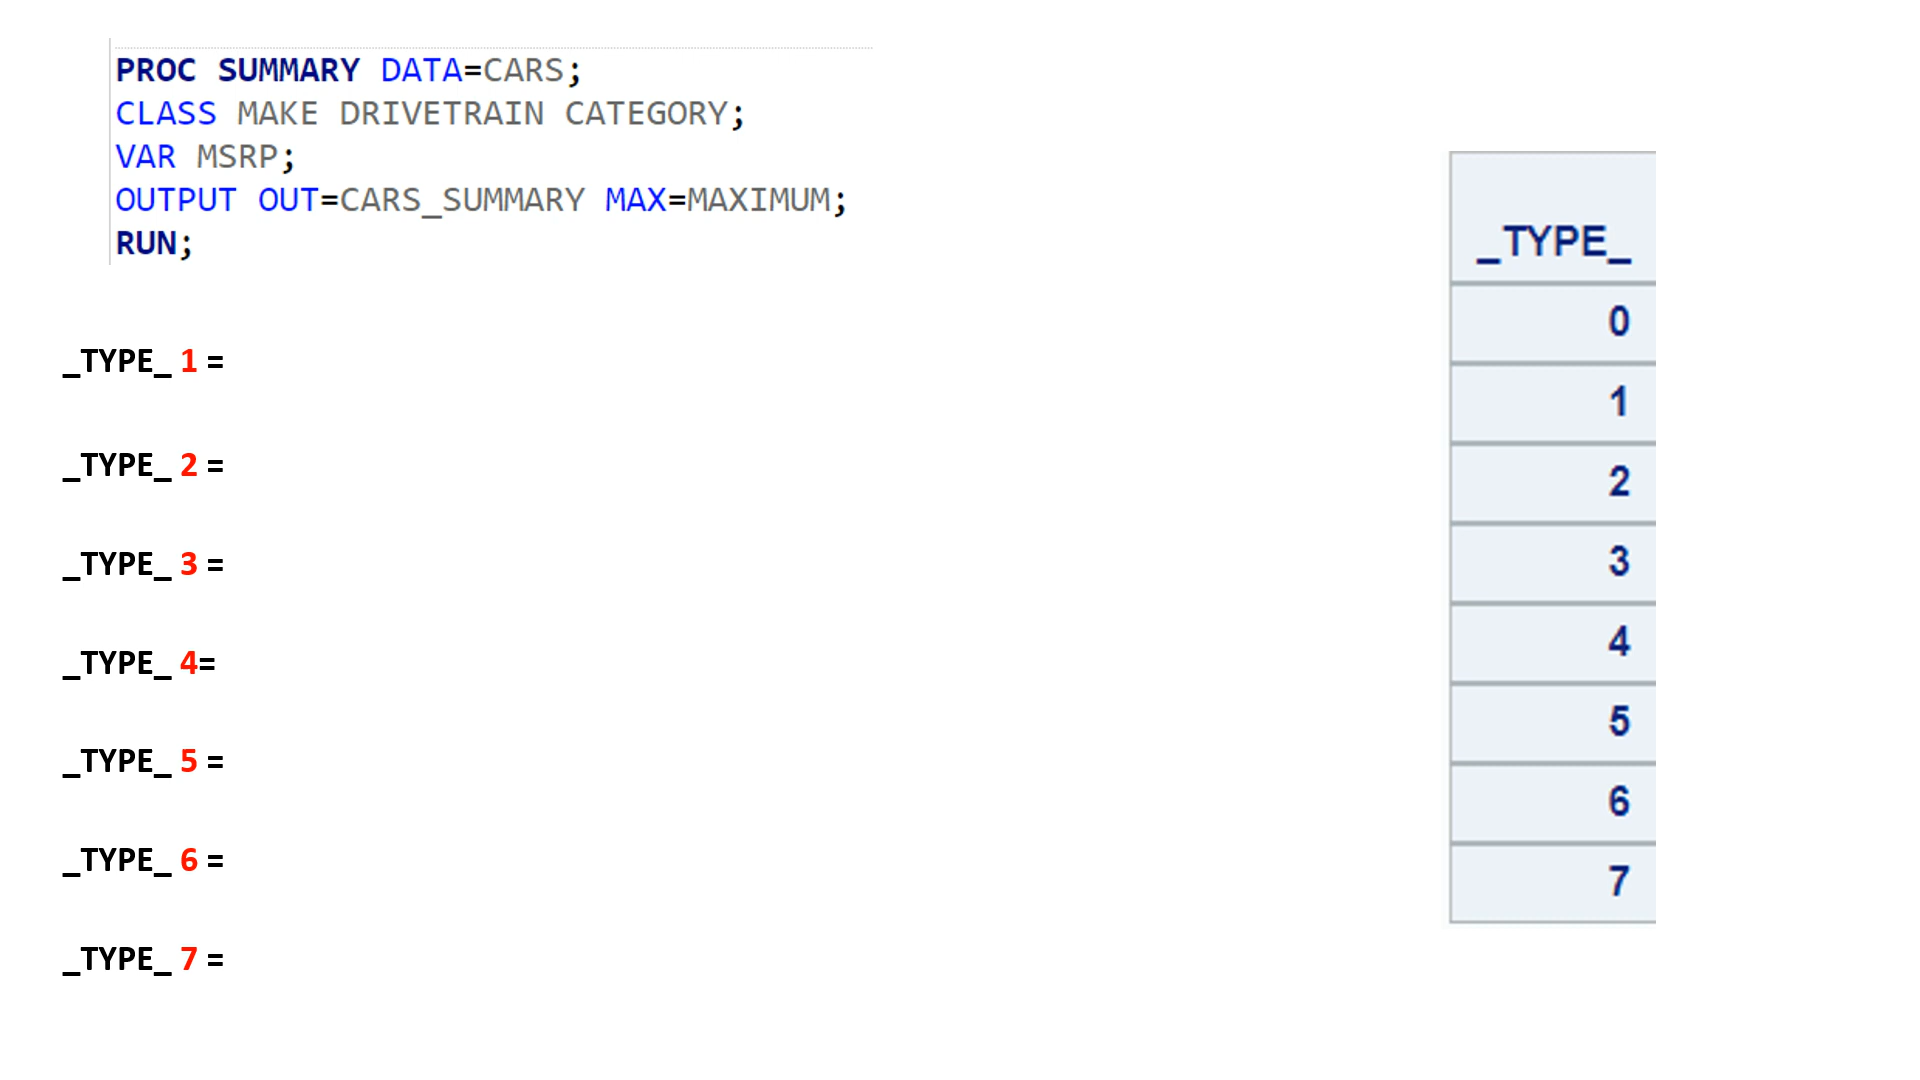 PROC SUMMARY DATA=CARS;
CLASS MAKE DRIVETRAIN CATEGORY;
VAR MSRP;
OUTPUT OUT=CARS_SUMMARY MAX=MAXIMUM;
RUN;
_TYPE_ 1 =
_TYPE_ 2 =
_TYPE_ 3 =
_TYPE_ 4=
_TYPE_ 5 =
_TYPE_ 6 =
_TYPE_ 7 =
_TYPE_
0
1
2
3
4
5
6
7